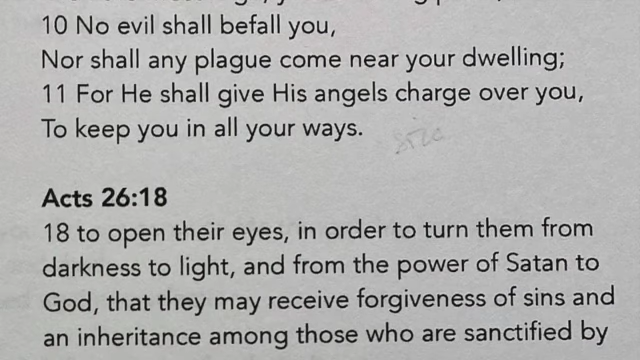 10 No evil shall befall you,
Nor shall any plague come near your dwelling;
11 For He shall give His angels charge over you,
To keep you in all your ways.
Acts 26:18
18 to open their eyes, in order to turn them from
darkness to light, and from the power of Satan to
God, that they may receive forgiveness of sins and
an inheritance among those who are sanctified by